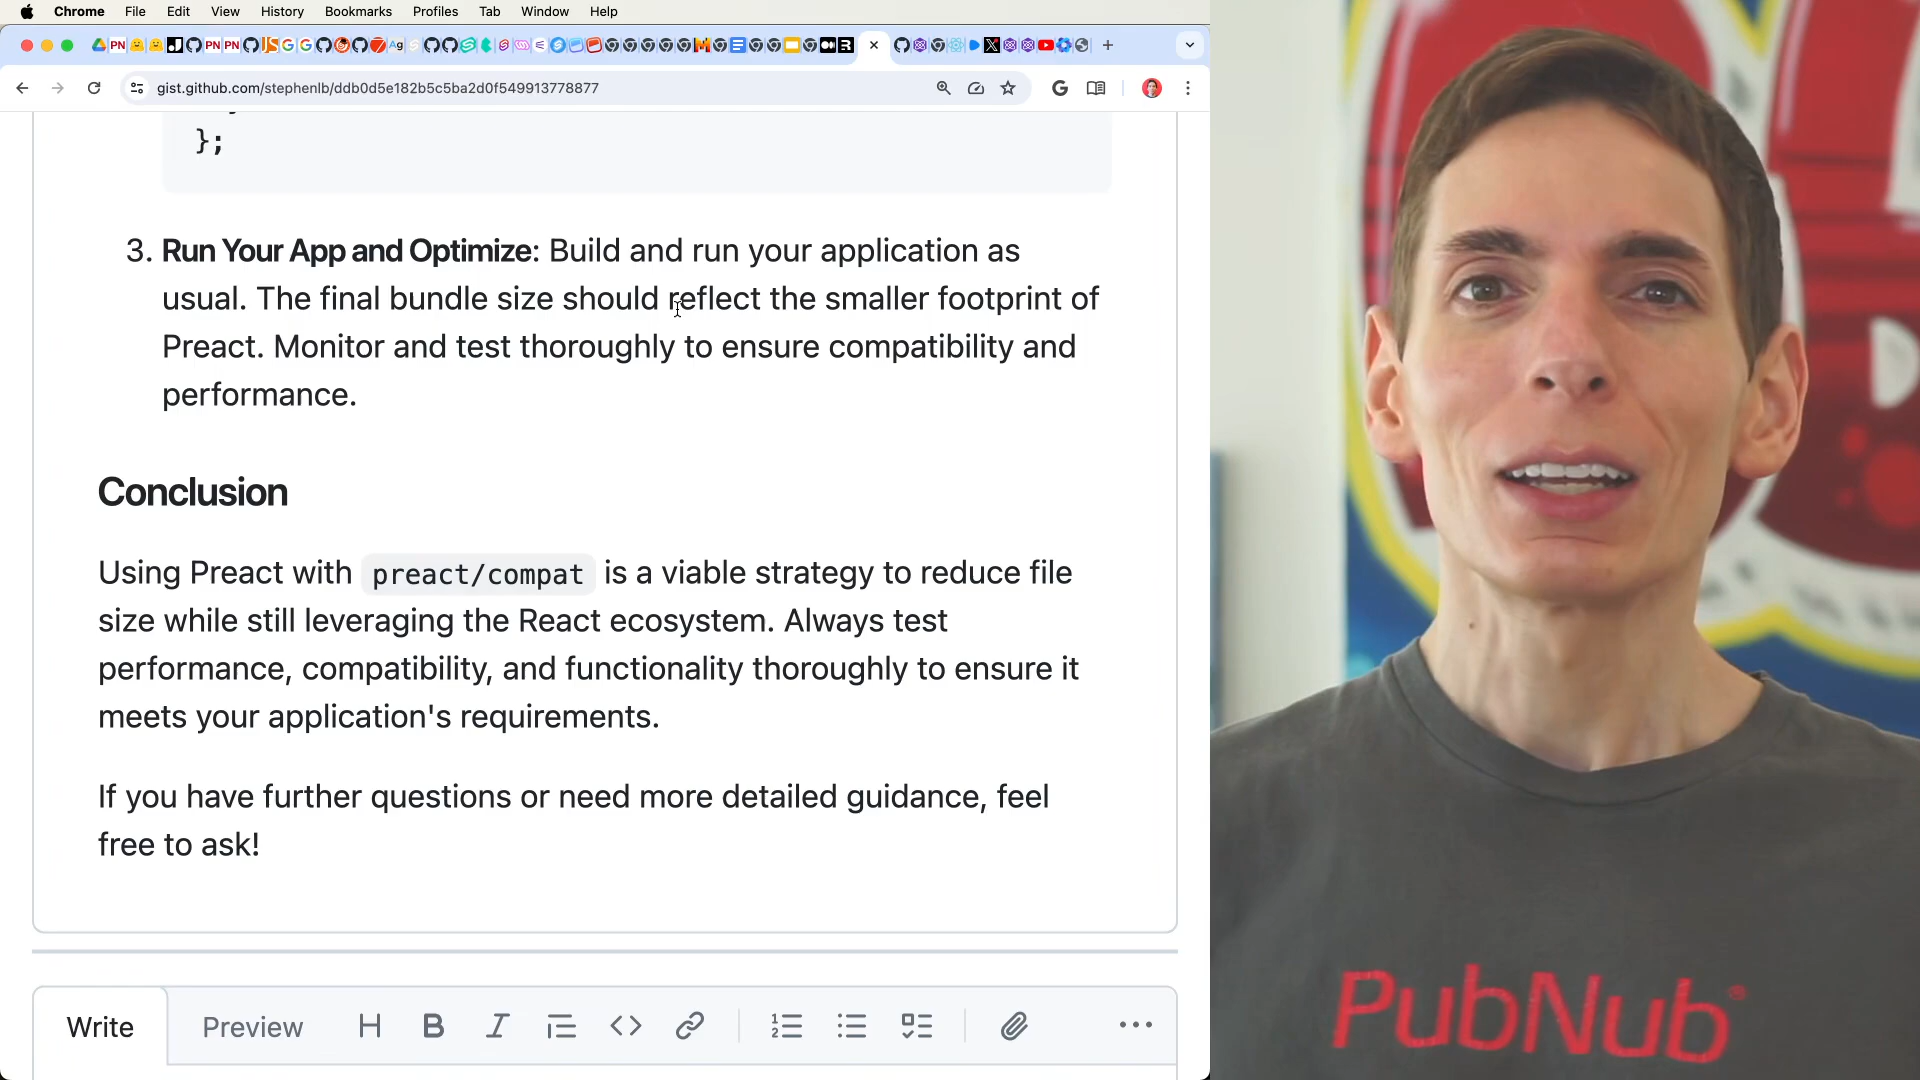 Chrome File Edit View History Bookmarks Profiles Tab Window Help
gist.github.com/stephenlb/ddb0d5e182b5c5ba2d0f549913778877
};
3. Run Your App and Optimize: Build and run your application as
usual. The final bundle size should reflect the smaller footprint of
Preact. Monitor and test thoroughly to ensure compatibility and
performance.
Conclusion
Using Preact with preact/compat is a viable strategy to reduce file
size while still leveraging the React ecosystem. Always test
performance, compatibility, and functionality thoroughly to ensure it
meets your application's requirements.
If you have further questions or need more detailed guidance, feel
free to ask!
Write Preview
PubNub®